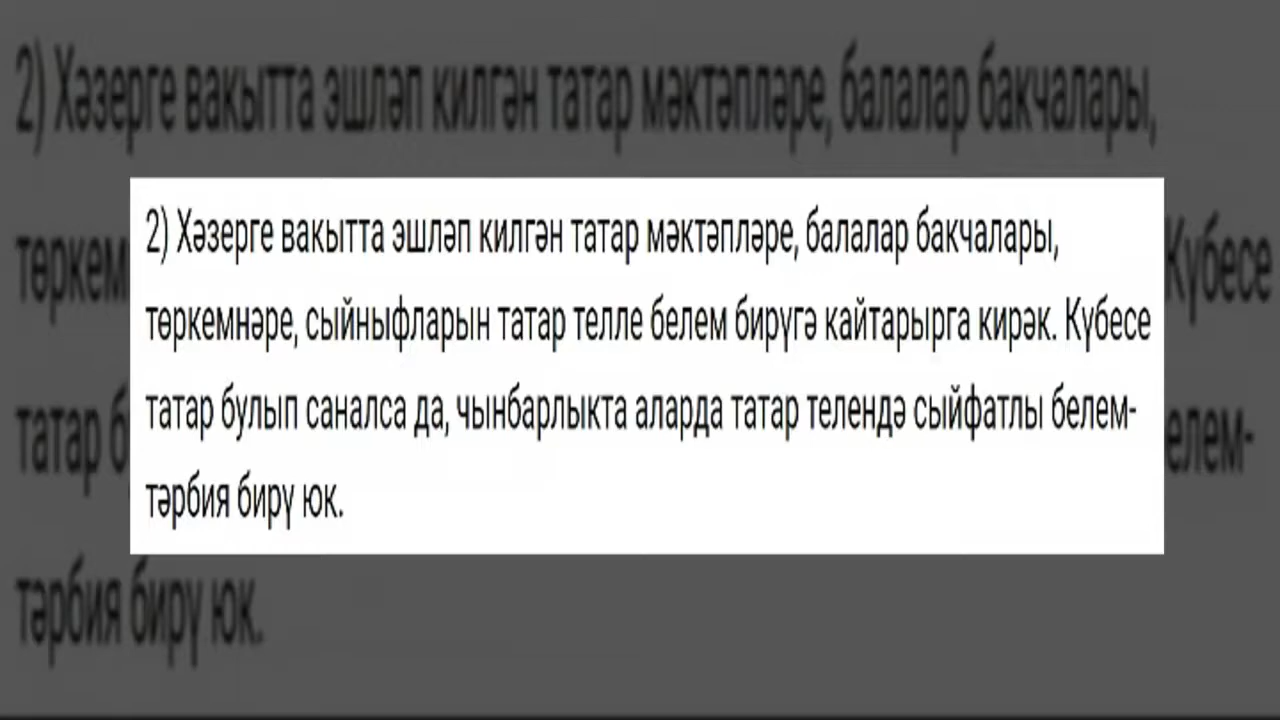 2) Хәзерге вакытта эшләп килгән татар мәктәпләре, балалар бакчалары,
төркемнәре, сыйныфларын татар телле белем бирүгә кайтарырга кирәк. Күбесе
татар булып саналса да, чынбарлыкта аларда татар телендә сыйфатлы белем-
тәрбия бирү юк.